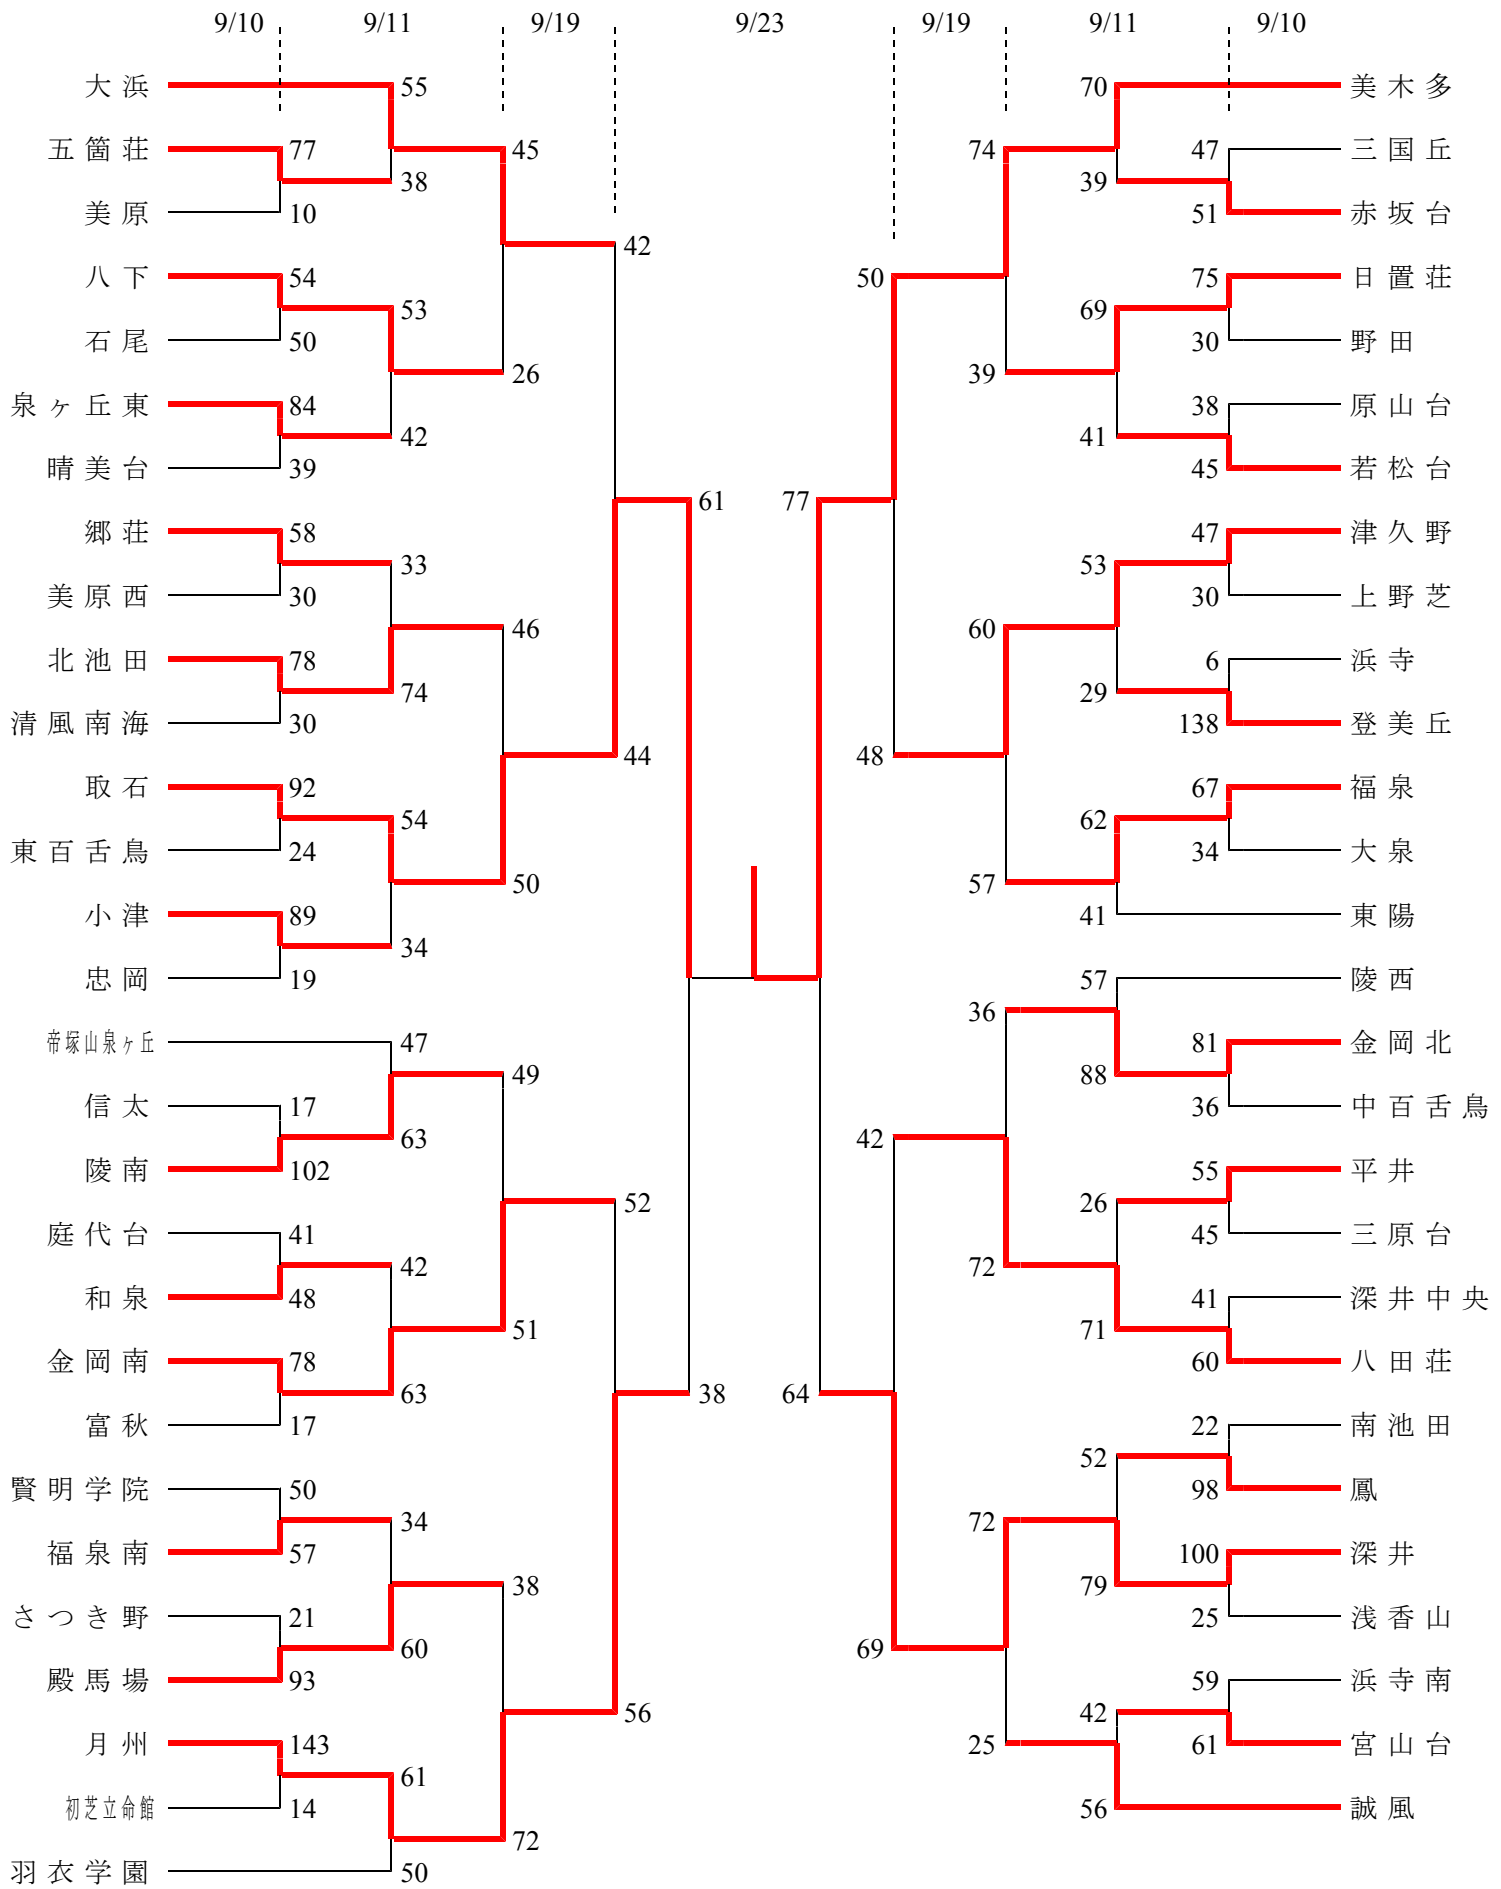 9/10 9/11 9/19 9/23 9/19 9/11 9/10
大浜 55 70 美木多
五箇荘 77 45 74 47 三国丘
38 39
美原 10 51 赤坂台
42
八下 54 50 75 日置荘
53 69
石尾 50 30 野田
26 39
泉ヶ丘東 84 38 原山台
42 41
晴美台 39 45 若松台
61 77
郷荘 58 47 津久野
33 53
美原西 30 30 上野芝
46 60
北池田 78 6 浜寺
74 29
清風南海 30 138 登美丘
44 48
取石 92 67 福泉
54 62
東百舌鳥 24 34 大泉
50 57
小津 89 41 東陽
34
忠岡 19 57 陵西
36
帝塚山泉ヶ丘 47 81 金岡北
49 88
信太 17 36 中百舌鳥
63 42
陵南 102 55 平井
52 26
庭代台 41 45 三原台
42 72
和泉 48 41 深井中央
51 71
金岡南 78 60 八田荘
63 38 64
富秋 17 22 南池田
52
賢明学院 50 98 鳳
34 72
福泉南 57 100 深井
38 79
さつき野 21 25 浅香山
60 69
殿馬場 93 59 浜寺南
56 42
月州 143 25 61 宮山台
61
初芝立命館 14 56 誠風
72
羽衣学園 50